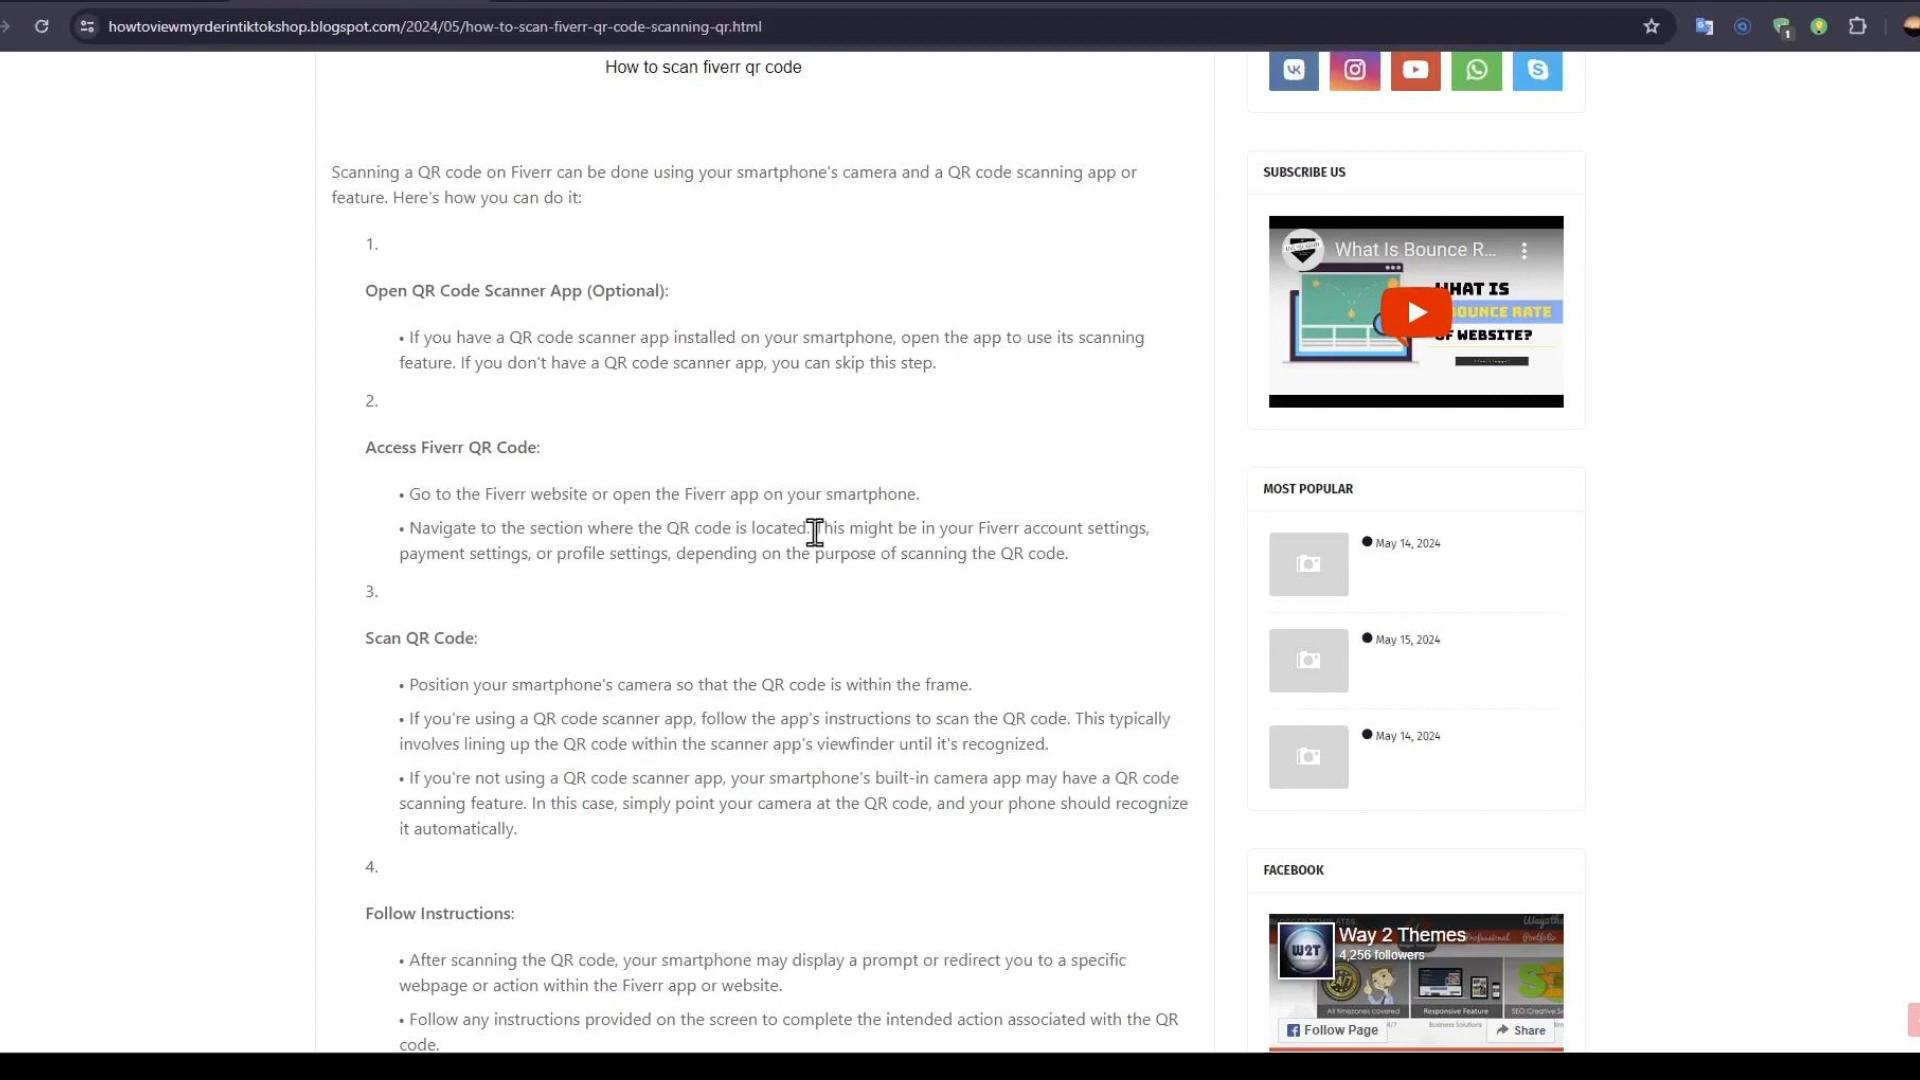 howtoviewmyrderintiktokshop.blogspot.com/2024/05/how-to-scan-fiverr-qr-code-scanning-qr.html
1
How to scan fiverr qr code
Scanning a QR code on Fiverr can be done using your smartphone's camera and a QR code scanning app or
feature. Here's how you can do it:
1.
Open QR Code Scanner App (Optional):
• If you have a QR code scanner app installed on your smartphone, open the app to use its scanning
feature. If you don't have a QR code scanner app, you can skip this step.
2.
Access Fiverr QR Code:
• Go to the Fiverr website or open the Fiverr app on your smartphone.
• Navigate to the section where the QR code is located. This might be in your Fiverr account settings,
payment settings, or profile settings, depending on the purpose of scanning the QR code.
3.
Scan QR Code:
• Position your smartphone's camera so that the QR code is within the frame.
• If you're using a QR code scanner app, follow the app's instructions to scan the QR code. This typically
involves lining up the QR code within the scanner app's viewfinder until it's recognized.
• If you're not using a QR code scanner app, your smartphone's built-in camera app may have a QR code
scanning feature. In this case, simply point your camera at the QR code, and your phone should recognize
it automatically.
4.
Follow Instructions:
• After scanning the QR code, your smartphone may display a prompt or redirect you to a specific
webpage or action within the Fiverr app or website.
• Follow any instructions provided on the screen to complete the intended action associated with the QR
code.
SUBSCRIBE US
What Is Bounce R...
WHAT IS
BOUNCE RATE
OF WEBSITE?
MOST POPULAR
May 14, 2024
May 15, 2024
May 14, 2024
FACEBOOK
W2T
Way 2 Themes
4,256 followers
Professional
Portfolio
All timezones covered
Responsive Feature
Business Solutions
Follow Page
Share